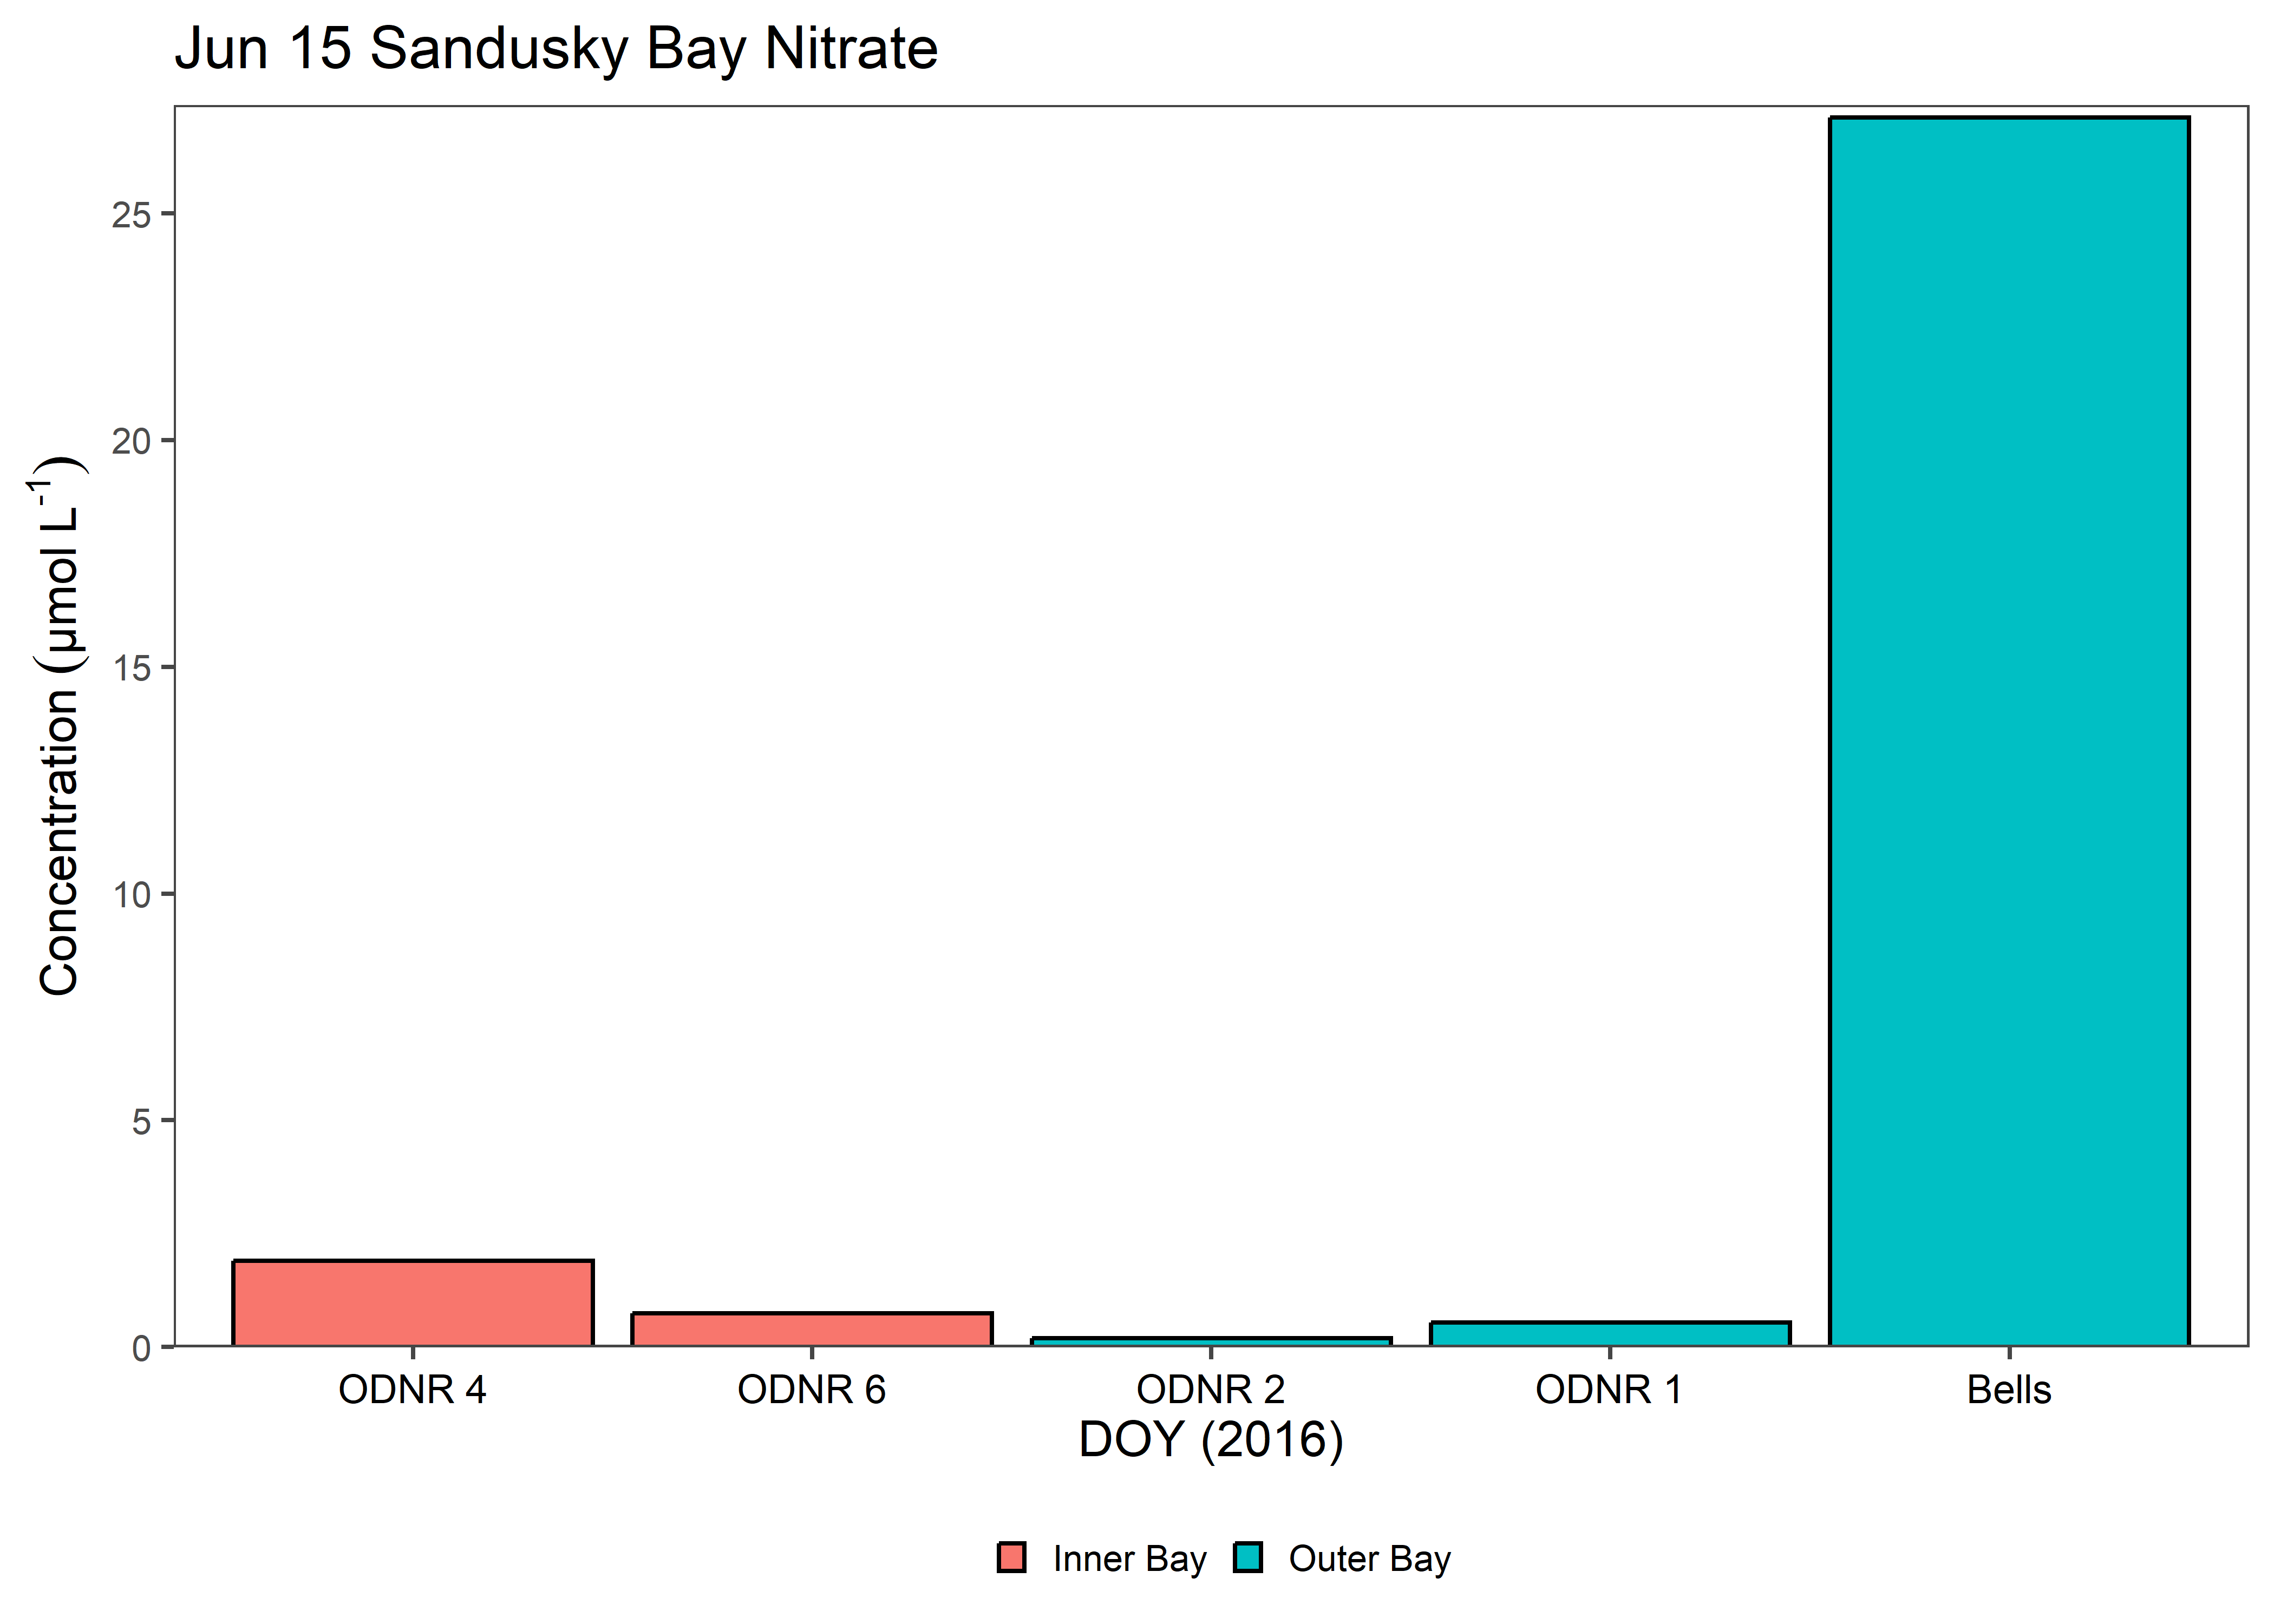 Jun 15 Sandusky Bay Nitrate
Concentration (µmol L⁻¹)
25
20
15
10
5
0
ODNR 4 ODNR 6 ODNR 2 ODNR 1 Bells
DOY (2016)
Inner Bay Outer Bay